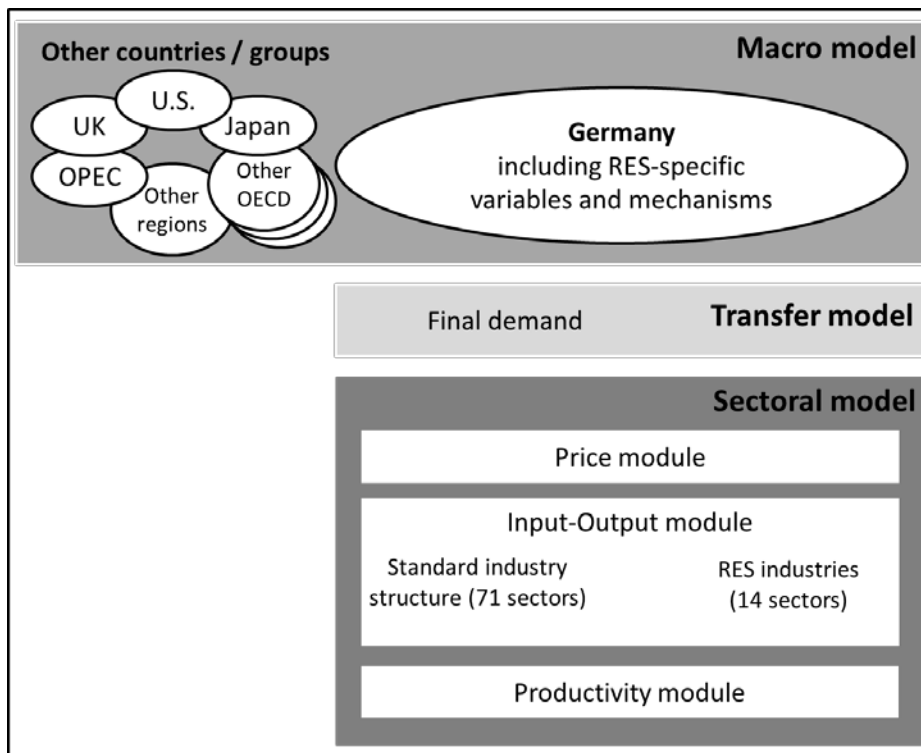 Other countries / groups
Macro model
U.S.
UK
Japan
OPEC
Other
OECD
Other
regions
Germany
including RES-specific
variables and mechanisms
Final demand
Transfer model
Sectoral model
Price module
Input-Output module
Standard industry
structure (71 sectors)
RES industries
(14 sectors)
Productivity module